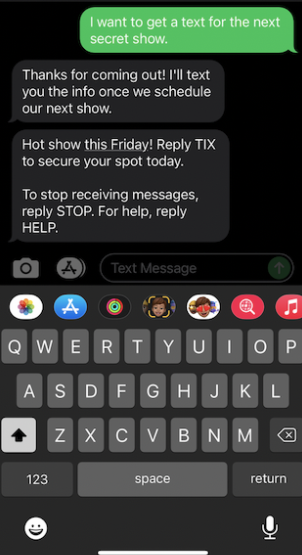 I want to get a text for the next
secret show.
Thanks for coming out! I'll text
you the info once we schedule
our next show.
Hot show this Friday! Reply TIX
to secure your spot today.
To stop receiving messages,
reply STOP. For help, reply
HELP.
Text Message
Q W E R T Y U I O P
A S D F G H J K L
Z X C V B N M
123 space return